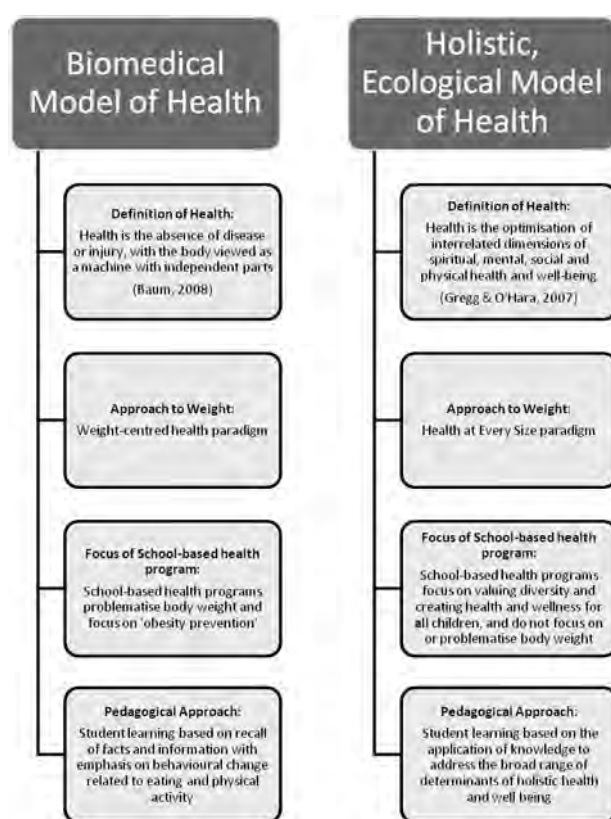 Biomedical
Model of Health
Definition of Health:
Health is the absence of disease
or injury, with the body viewed as
a machine with independent parts
(Baum, 2008)
Approach to Weight:
Weight-centred health paradigm
Focus of School-based health
program:
School-based health programs
problematise body weight and
focus on 'obesity prevention'
Pedagogical Approach:
Student learning based on recall
of facts and information with
emphasis on behavioural change
related to eating and physical
activity
Holistic,
Ecological Model
of Health
Definition of Health:
Health is the optimisation of
interrelated dimensions of
spiritual, mental, social and
physical health and well-being
(Gregg & O'Hara, 2007)
Approach to Weight:
Health at Every Size paradigm
Focus of School-based health
program:
School-based health programs
focus on valuing diversity and
creating health and wellness for
all children, and do not focus on
or problematise body weight
Pedagogical Approach:
Student learning based on the
application of knowledge to
address the broad range of
determinants of holistic health
and well being